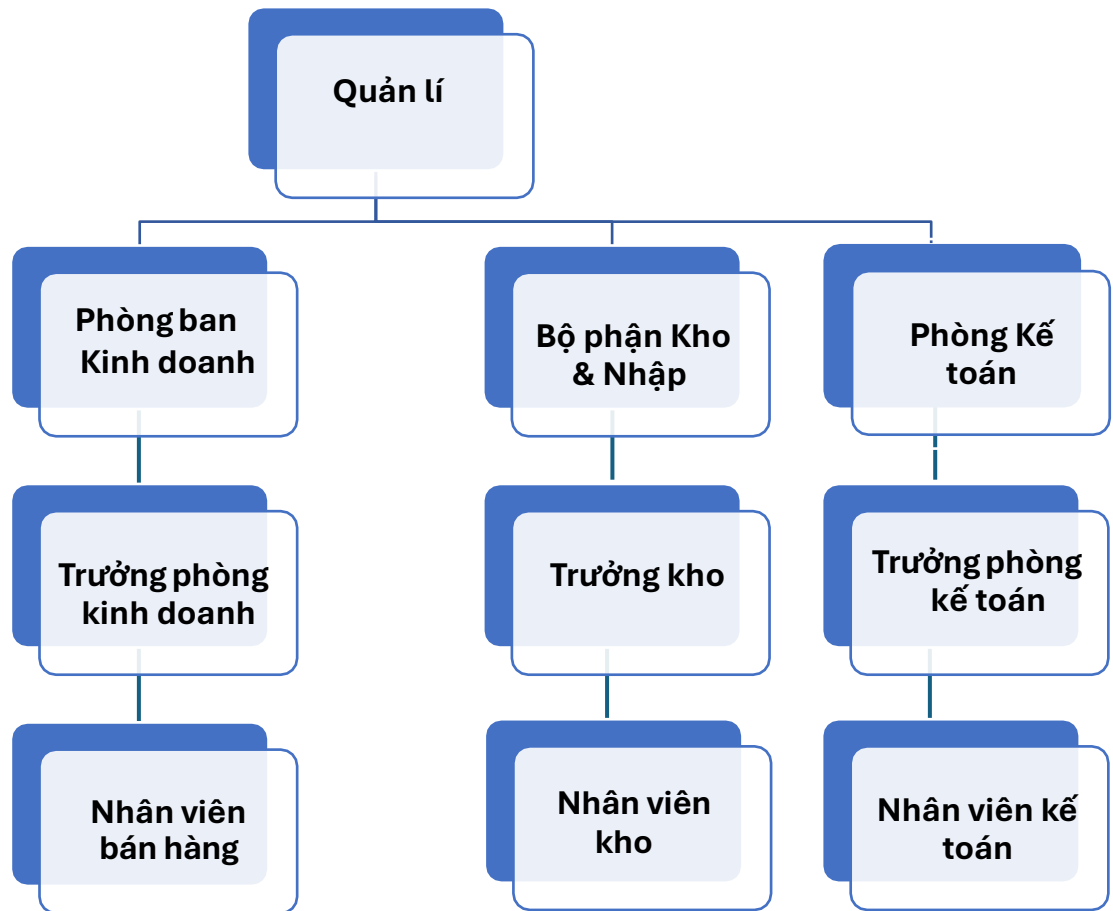 Quản lí
Phòng ban
Kinh doanh
Bộ phận Kho
& Nhập
Phòng Kế
toán
Trưởng phòng
kinh doanh
Trưởng kho
Trưởng phòng
kế toán
Nhân viên
bán hàng
Nhân viên
kho
Nhân viên kế
toán